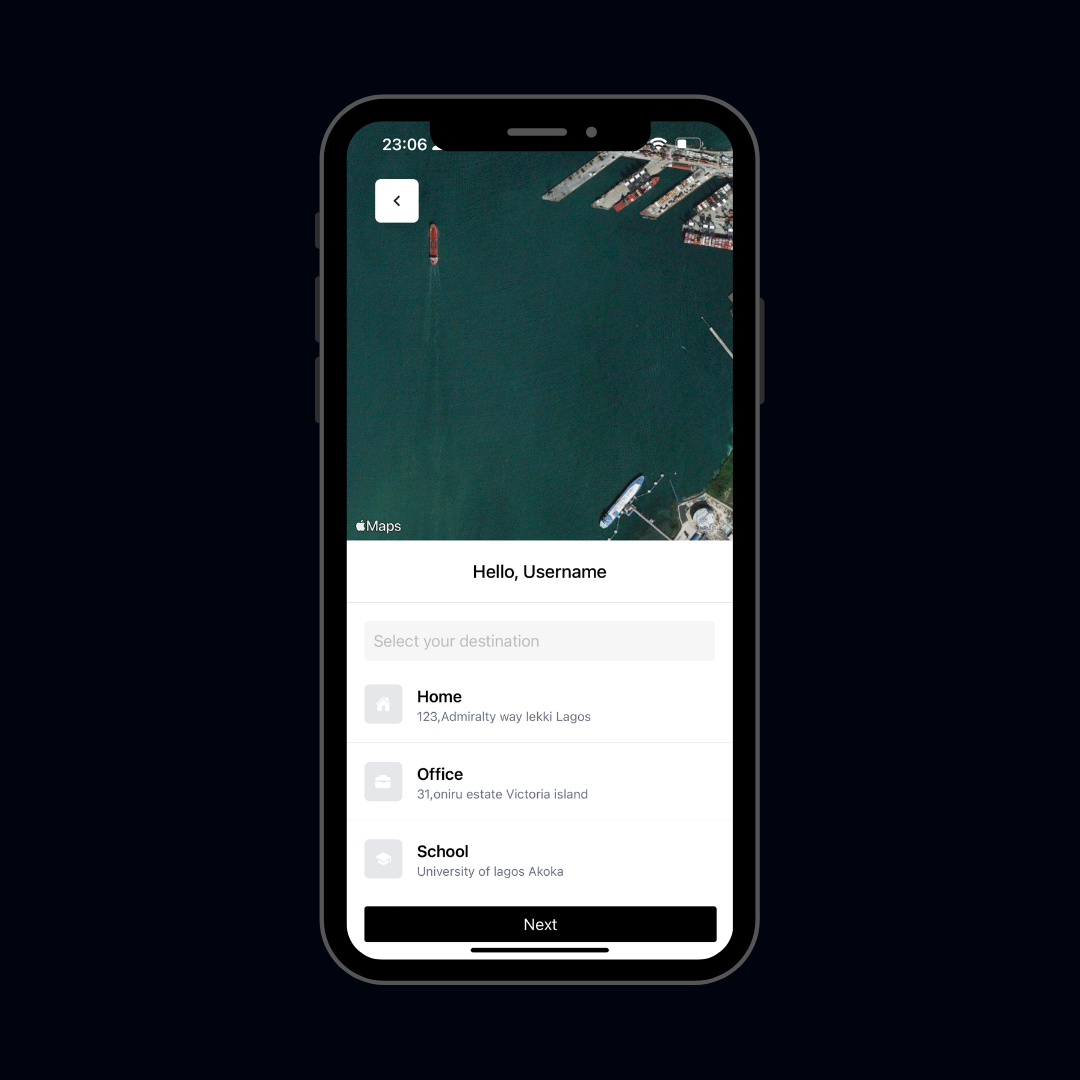 23:06
Maps
Hello, Username
Select your destination
Home
123,Admiralty way lekki Lagos
Office
31,oniru estate Victoria island
School
University of lagos Akoka
Next